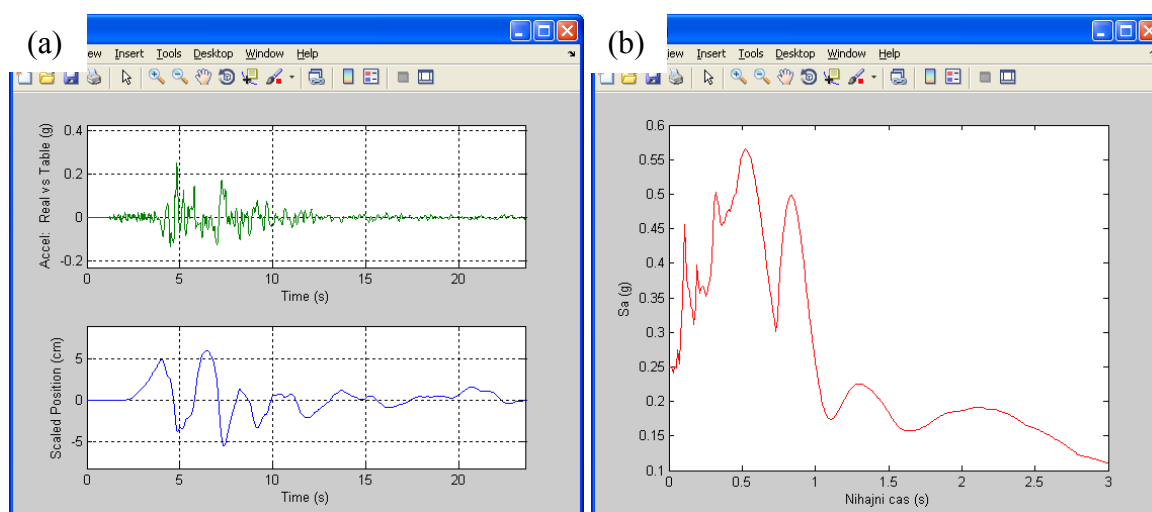 (a)
View Insert Tools Desktop Window Help
Accel: Real vs Table (g)
0.4
0.2
0
-0.2
0 5 10 15 20
Time (s)
Scaled Position (cm)
5
0
-5
0 5 10 15 20
Time (s)
(b)
View Insert Tools Desktop Window Help
Sa (g)
0.6
0.55
0.5
0.45
0.4
0.35
0.3
0.25
0.2
0.15
0.1
0 0.5 1 1.5 2 2.5 3
Nihajni cas (s)